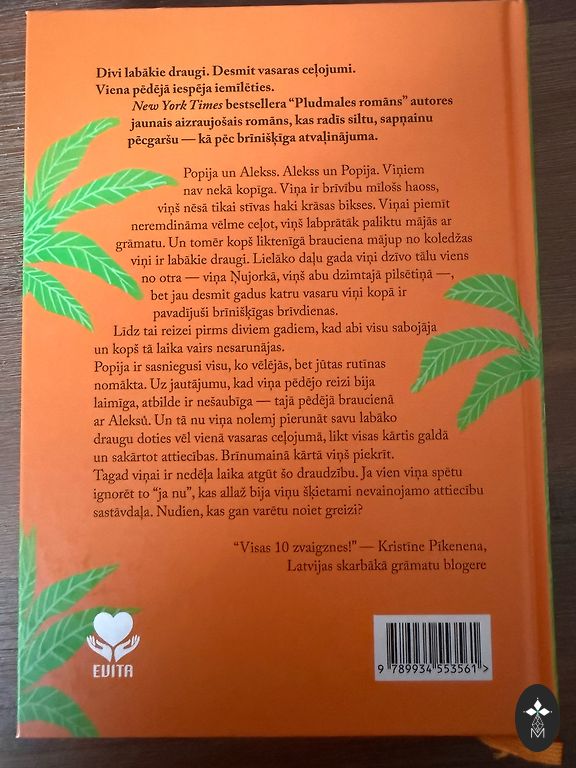 Divi labākie draugi. Desmit vasaras ceļojumi.
Viena pēdējā iespēja iemīlēties.
New York Times bestsellera “Pludmales romāns” autores
jaunais aizraujošais romāns, kas radīs siltu, sapņainu
pēcgaršu — kā pēc brīnišķīga atvaļinājuma.
Popija un Alekss. Alekss un Popija. Viņiem
nav nekā kopīga. Viņa ir brīvību mīlošs haoss,
viņš nēsā tikai stīvas haki krāsas bikses. Viņai piemīt
neremdināma vēlme ceļot, viņš labprātāk paliktu mājās ar
grāmatu. Un tomēr kopš liktenīgā brauciena mājup no koledžas
viņi ir labākie draugi. Lielāko daļu gada viņi dzīvo tālu viens
no otra — viņa Ņujorkā, viņš abu dzimtajā pilsētiņā —,
bet jau desmit gadus katru vasaru viņi kopā ir
pavadījuši brīnišķīgas brīvdienas.
Līdz tai reizei pirms diviem gadiem, kad abi visu sabojāja
un kopš tā laika vairs nesarunājas.
Popija ir sasniegusi visu, ko vēlējās, bet jūtas rutīnas
nomākta. Uz jautājumu, kad viņa pēdējo reizi bija
laimīga, atbilde ir nešaubīga — tajā pēdējā braucienā
ar Aleksu. Un tā nu viņa nolemj pierunāt savu labāko
draugu doties vēl vienā vasaras ceļojumā, likt visas kārtis galdā
un sakārtot attiecības. Brīnumainā kārtā viņš piekrīt.
Tagad viņai ir nedēļa laika atgūt šo draudzību. Ja vien viņa spētu
ignorēt to “ja nu”, kas allaž bija viņu šķietami nevainojamo attiecību
sastāvdaļa. Nudien, kas gan varētu noiet greizi?
“Visas 10 zvaigznes!” — Kristīne Pīkenena,
Latvijas skarbākā grāmatu blogere
EVITA
9 789934 553561 >
M